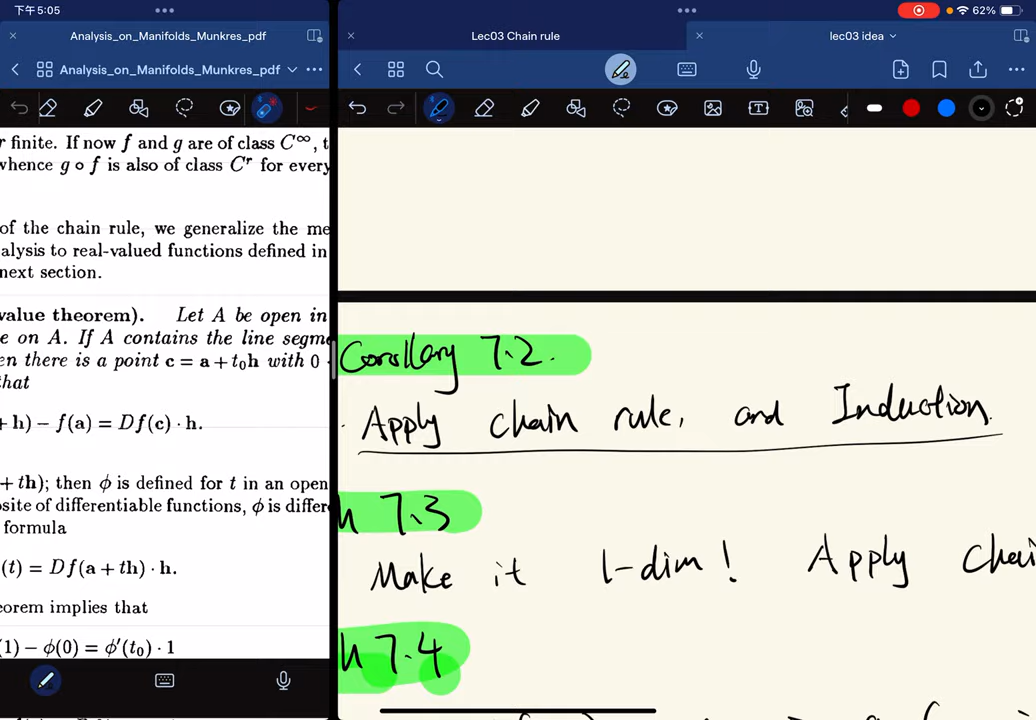 下午5:05
62%
Analysis_on_Manifolds_Munkres_pdf
Lec03 Chain rule
lec03 idea
Analysis_on_Manifolds_Munkres_pdf
r finite. If now f and g are of class C∞, t
whence g ∘ f is also of class Cʳ for every
of the chain rule, we generalize the me
alysis to real-valued functions defined in
next section.
value theorem). Let A be open in
e on A. If A contains the line segme
en there is a point c = a + t₀h with 0
that
+ h) − f(a) = Df(c) · h.
+ th); then ϕ is defined for t in an open
osite of differentiable functions, ϕ is differ
formula
(t) = Df(a + th) · h.
eorem implies that
(1) − ϕ(0) = ϕ′(t₀) · 1
Corollary 7.2.
Apply chain rule, and Induction.
h 7.3
Make it 1-dim! Apply chai
h 7.4